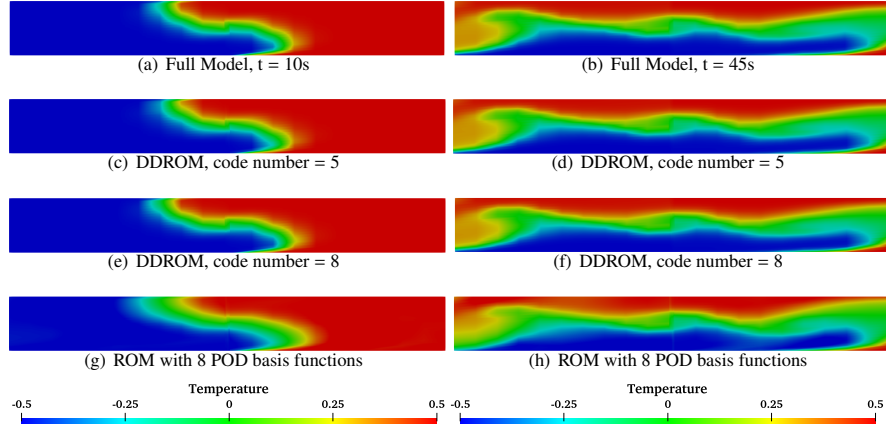 (a) Full Model, t = 10s
(b) Full Model, t = 45s
(c) DDROM, code number = 5
(d) DDROM, code number = 5
(e) DDROM, code number = 8
(f) DDROM, code number = 8
(g) ROM with 8 POD basis functions
(h) ROM with 8 POD basis functions
Temperature
-0.5 -0.25 0 0.25 0.5
Temperature
-0.5 -0.25 0 0.25 0.5